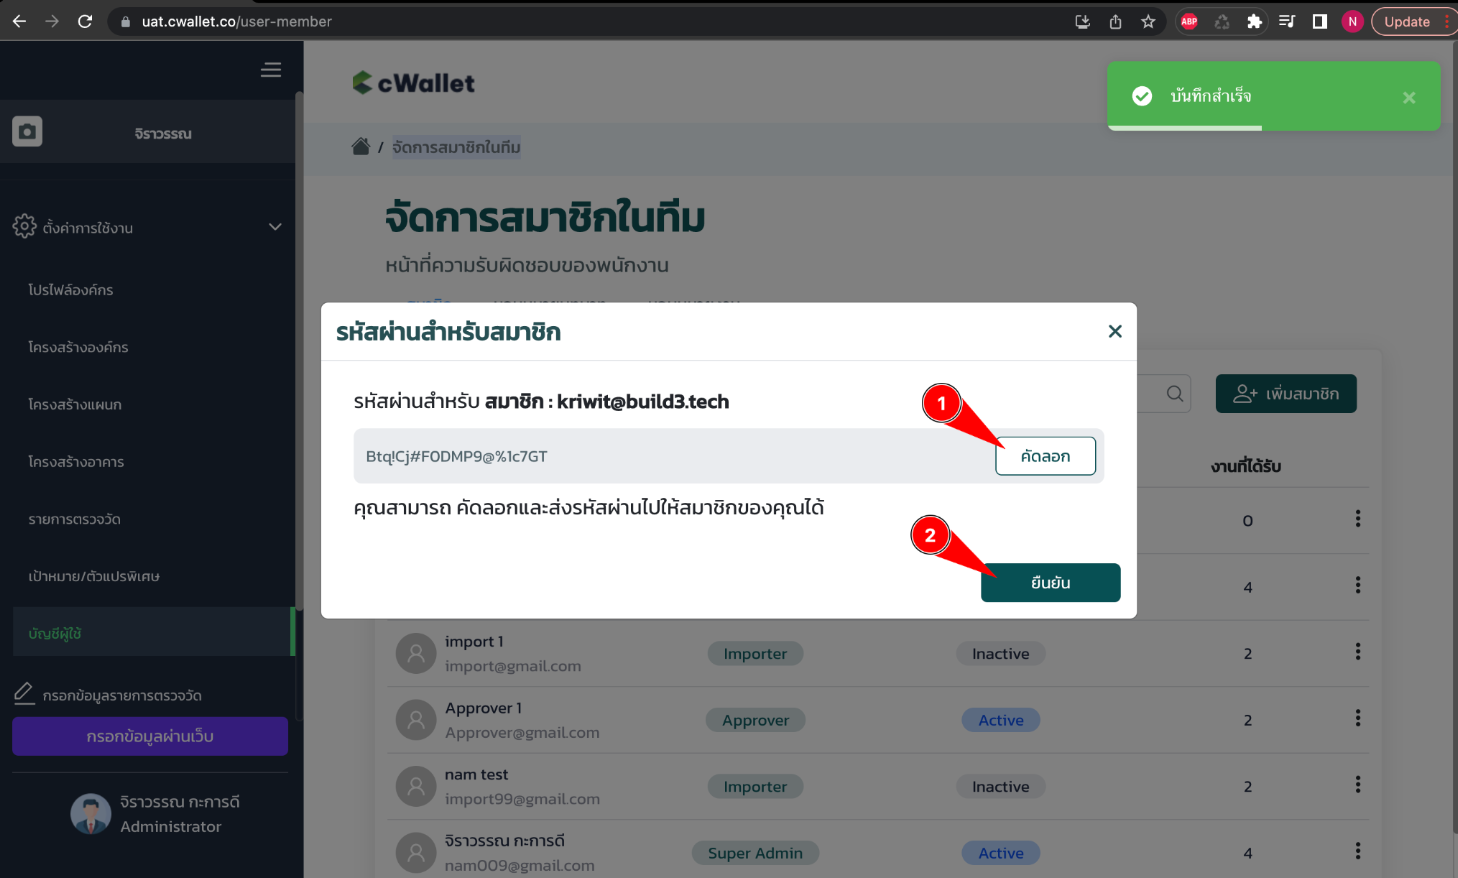 uat.cwallet.co/user-member
ABP
N
Update
cWallet
บันทึกสำเร็จ
จิราวรรณ
/ จัดการสมาชิกในทีม
ตั้งค่าการใช้งาน
จัดการสมาชิกในทีม
หน้าที่ความรับผิดชอบของพนักงาน
โปรไฟล์องค์กร
โครงสร้างองค์กร
โครงสร้างแผนก
โครงสร้างอาคาร
รายการตรวจวัด
เป้าหมาย/ตัวแปรพิเศษ
บัญชีผู้ใช้
กรอกข้อมูลรายการตรวจวัด
กรอกข้อมูลผ่านเว็บ
จิราวรรณ กะการดี
Administrator
รหัสผ่านสำหรับสมาชิก
รหัสผ่านสำหรับ สมาชิก : kriwit@build3.tech
1
Btq!Cj#F0DMP9@%1c7GT
คัดลอก
คุณสามารถ คัดลอกและส่งรหัสผ่านไปให้สมาชิกของคุณได้
2
ยืนยัน
เพิ่มสมาชิก
งานที่ได้รับ
0
4
import 1
import@gmail.com
Importer
Inactive
2
Approver 1
Approver@gmail.com
Approver
Active
2
nam test
import99@gmail.com
Importer
Inactive
2
จิราวรรณ กะการดี
nam009@gmail.com
Super Admin
Active
4